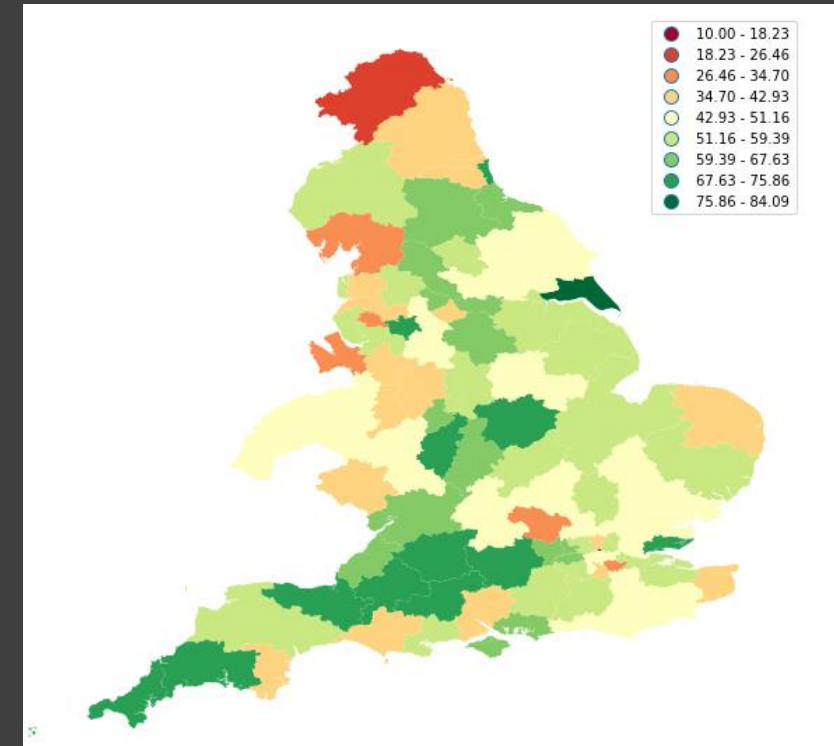 10.00 - 18.23
18.23 - 26.46
26.46 - 34.70
34.70 - 42.93
42.93 - 51.16
51.16 - 59.39
59.39 - 67.63
67.63 - 75.86
75.86 - 84.09